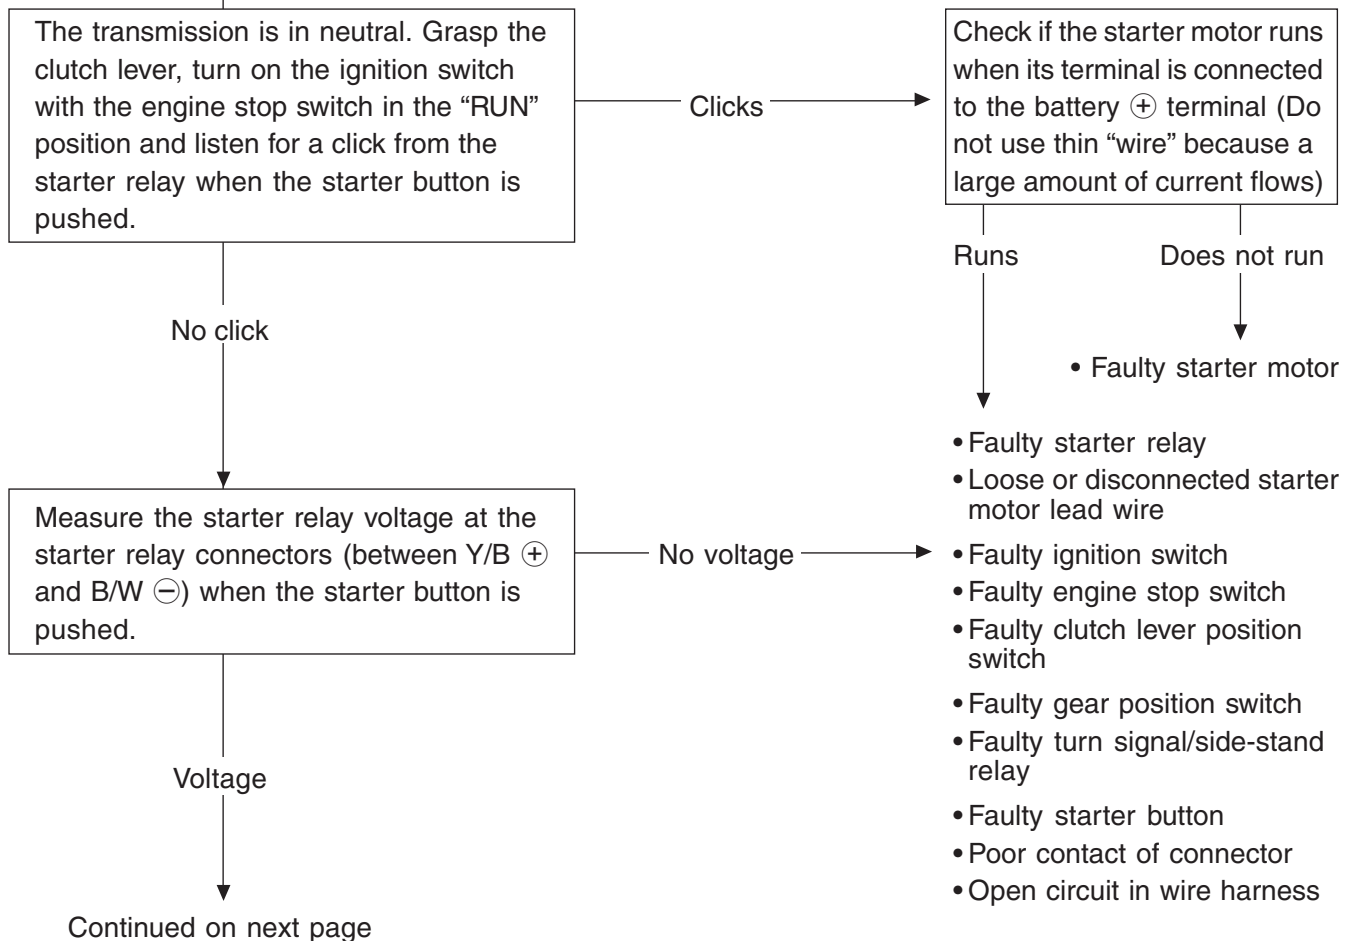 The transmission is in neutral. Grasp the
clutch lever, turn on the ignition switch
with the engine stop switch in the “RUN”
position and listen for a click from the
starter relay when the starter button is
pushed.
Clicks
Check if the starter motor runs
when its terminal is connected
to the battery ⊕ terminal (Do
not use thin “wire” because a
large amount of current flows)
Runs
Does not run
• Faulty starter motor
• Faulty starter relay
• Loose or disconnected starter
motor lead wire
No click
Measure the starter relay voltage at the
starter relay connectors (between Y/B ⊕
and B/W ⊖) when the starter button is
pushed.
No voltage
• Faulty ignition switch
• Faulty engine stop switch
• Faulty clutch lever position
switch
• Faulty gear position switch
• Faulty turn signal/side-stand
relay
• Faulty starter button
• Poor contact of connector
• Open circuit in wire harness
Voltage
Continued on next page